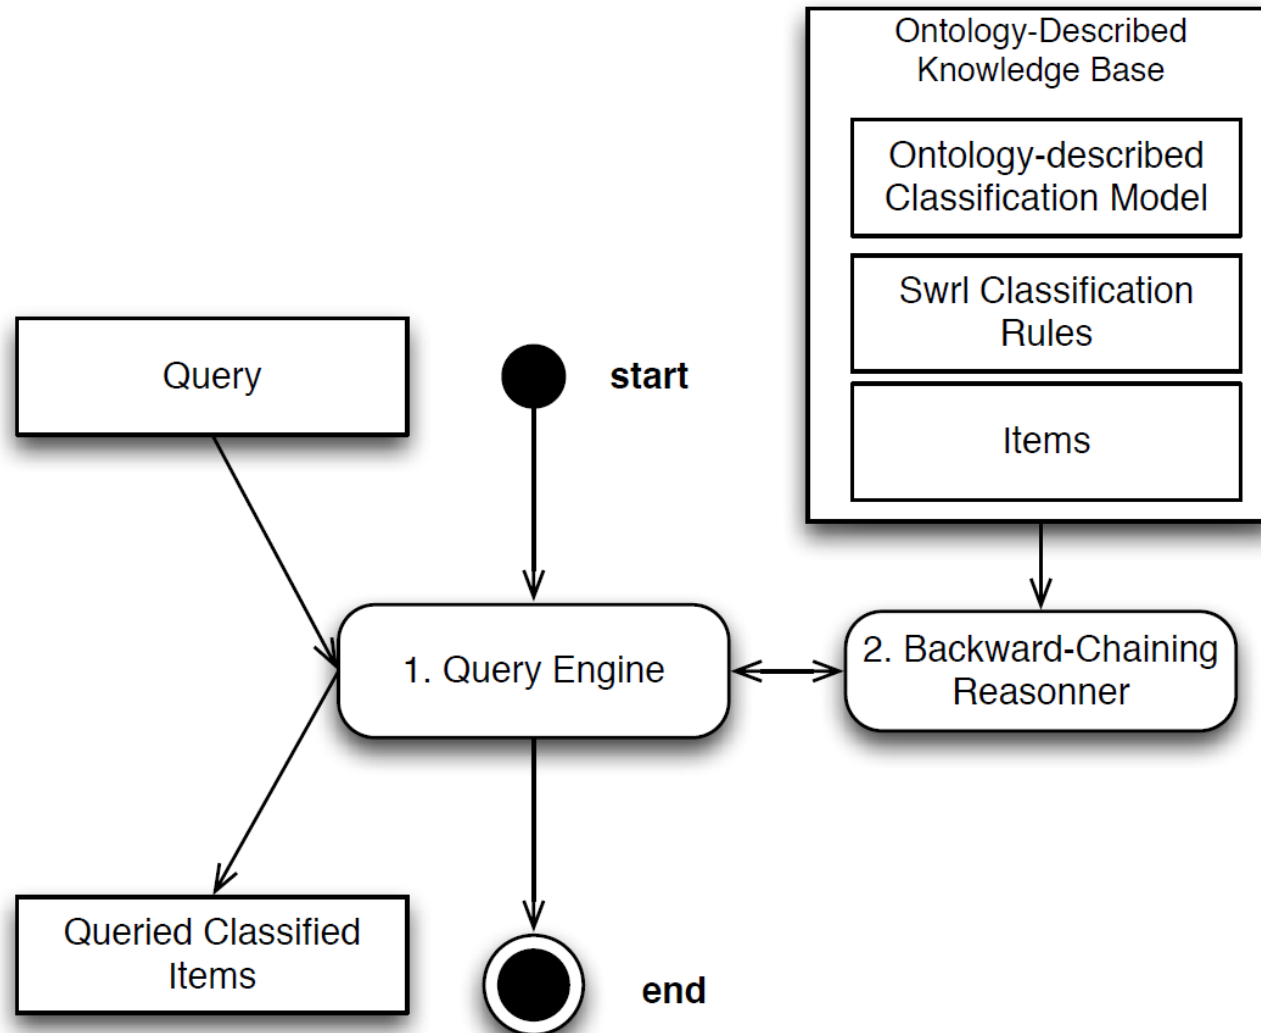 Ontology-Described
Knowledge Base
Ontology-described
Classification Model
Swrl Classification
Rules
Items
Query
start
1. Query Engine
2. Backward-Chaining
Reasonner
Queried Classified
Items
end